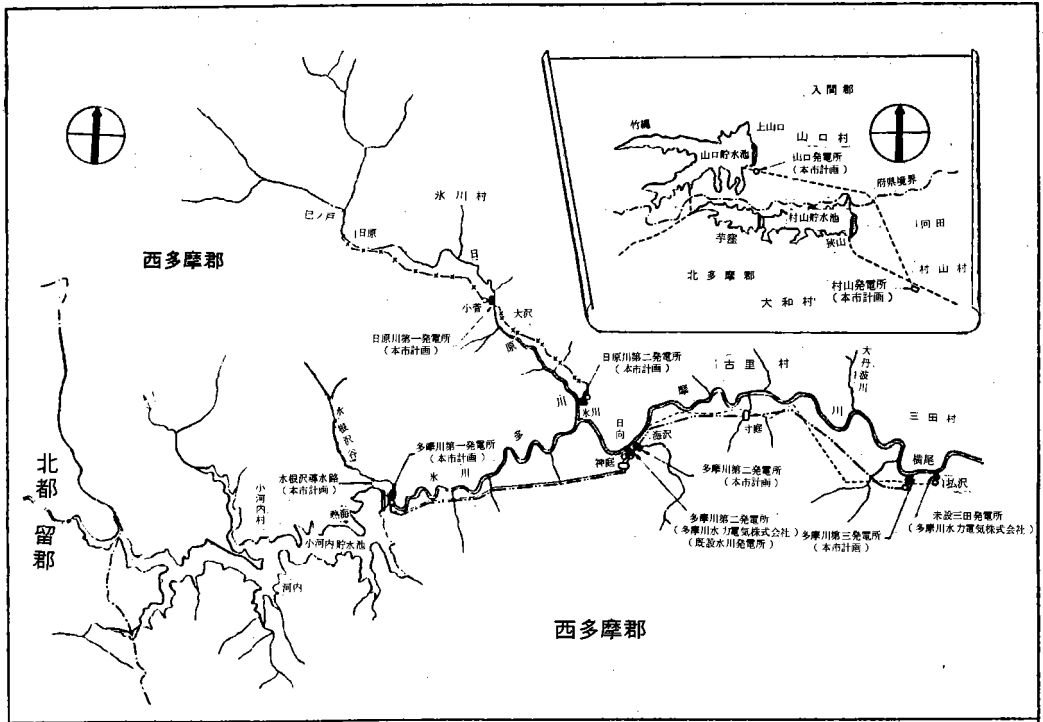 入間郡
竹縄
上山口
山口村
山口貯水池
山口発電所
（本市計画）
府県境界
村山貯水池
芋窪
狭山
北多摩郡
村山村
大和村
村山発電所
（本市計画）
氷川村
日原
西多摩郡
日
小菅
大沢
日原川第一発電所
（本市計画）
原
日原川第二発電所
（本市計画）
川
氷川
古里村
大丹波川
摩
川
三田村
日向
海沢
寸庭
多
水根沢谷
多摩川第一発電所
（本市計画）
川
氷
神庭
横尾
多摩川第二発電所
（本市計画）
水根沢導水路
（本市計画）
北都留郡
小河内村
熱海
小河内貯水池
河内
多摩川第二発電所
（多摩川水力電気株式会社）
（既設氷川発電所）
多摩川第三発電所
（本市計画）
未設三田発電所
（多摩川水力電気株式会社）
西多摩郡